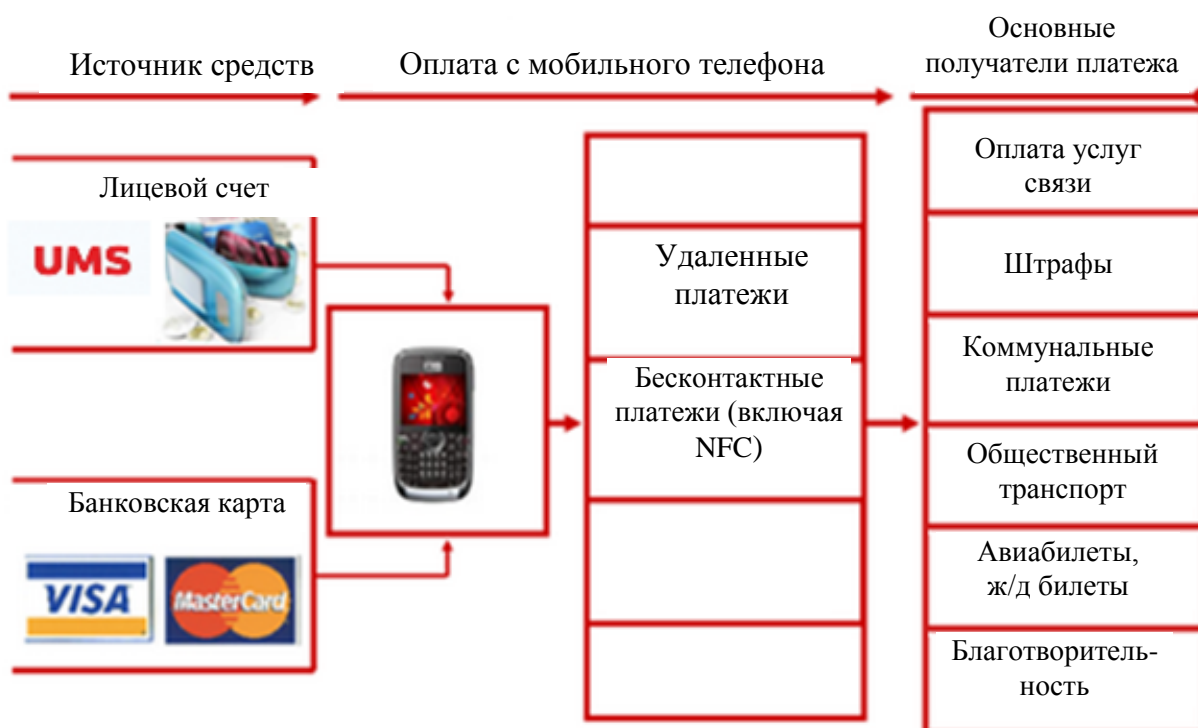 Источник средств
Оплата с мобильного телефона
Основные
получатели платежа
Лицевой счет
UMS
Банковская карта
VISA
MasterCard
Удаленные
платежи
Бесконтактные
платежи (включая
NFC)
Оплата услуг
связи
Штрафы
Коммунальные
платежи
Общественный
транспорт
Авиабилеты,
ж/д билеты
Благотворитель-
ность